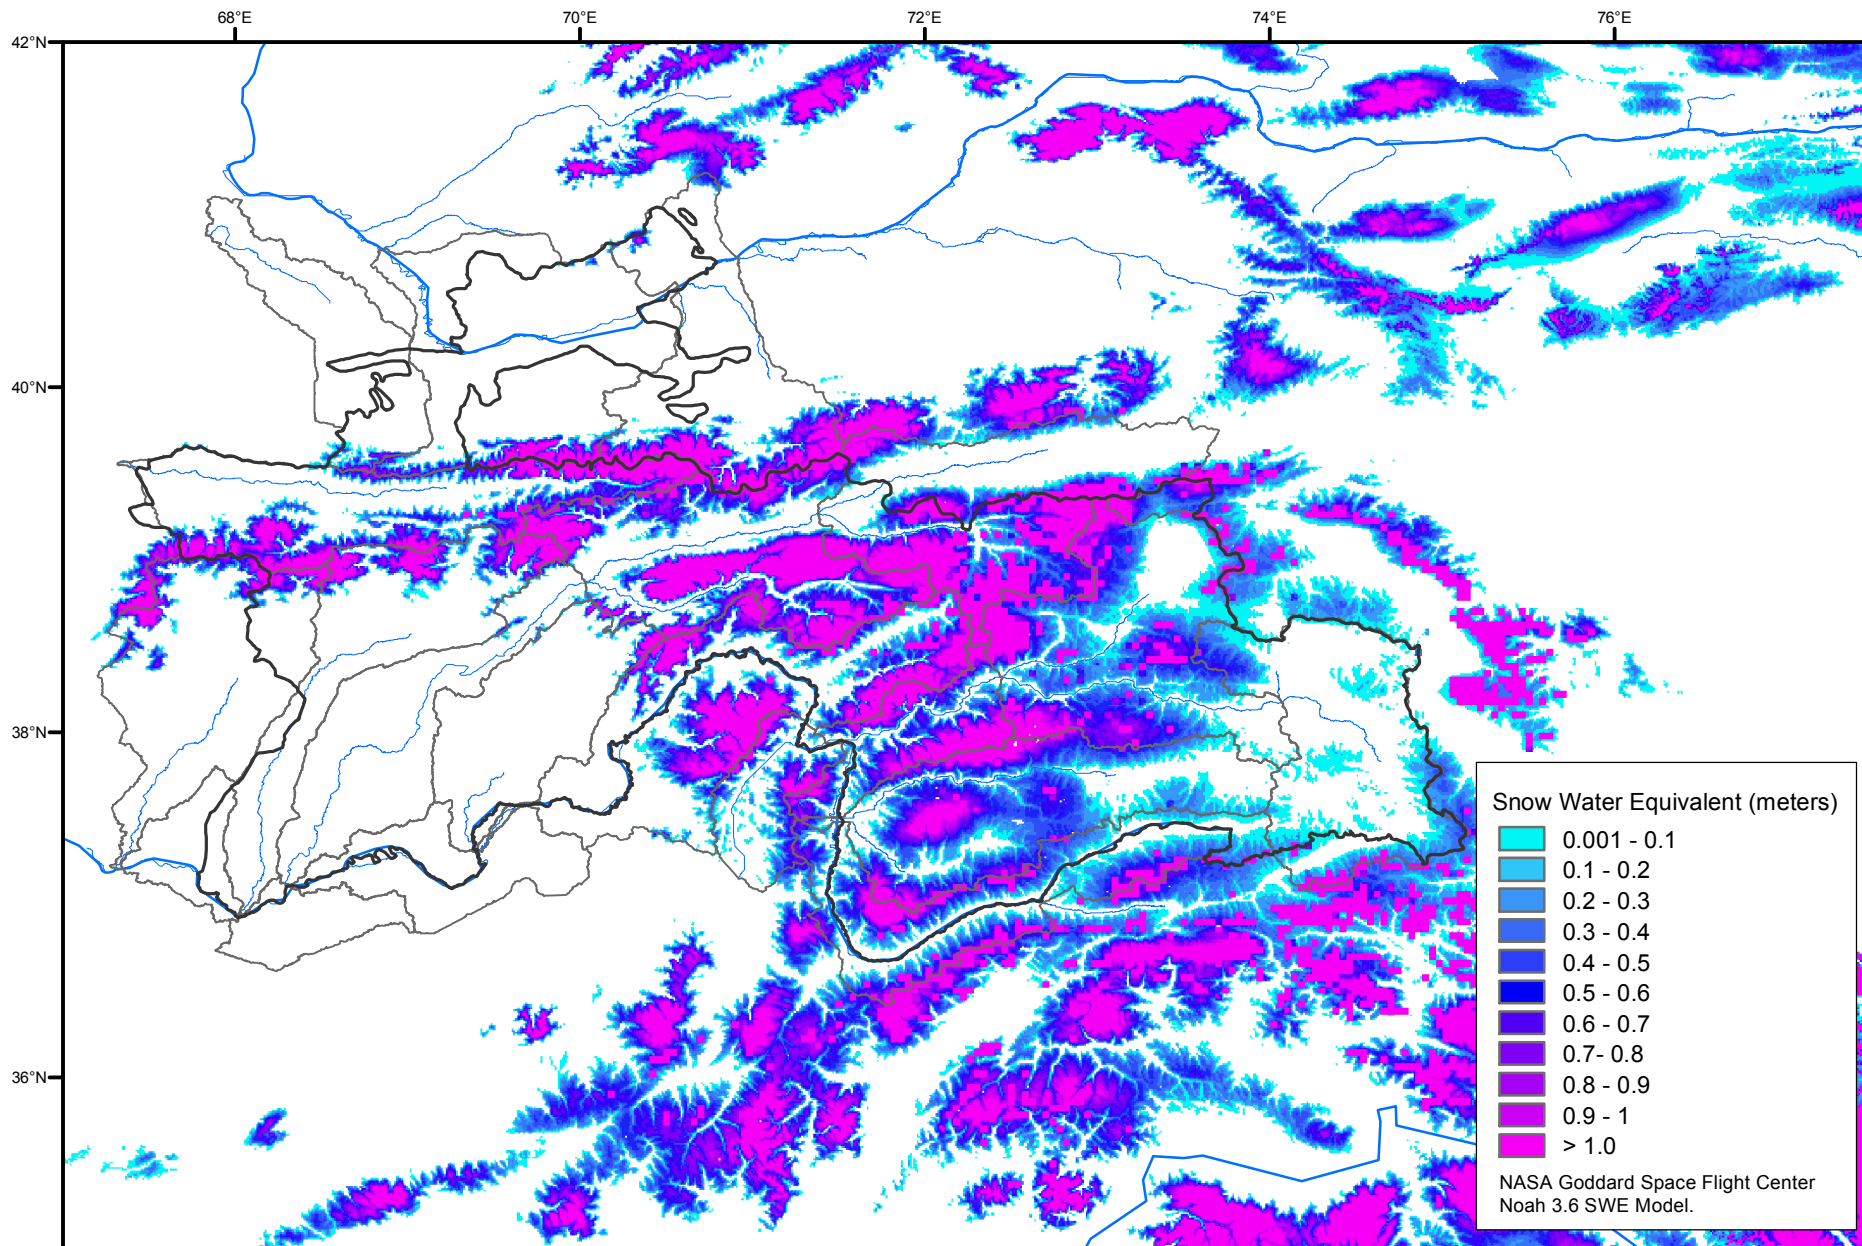 68°E 70°E 72°E 74°E 76°E
42°N
40°N
38°N
36°N
Snow Water Equivalent (meters)
0.001 - 0.1
0.1 - 0.2
0.2 - 0.3
0.3 - 0.4
0.4 - 0.5
0.5 - 0.6
0.6 - 0.7
0.7- 0.8
0.8 - 0.9
0.9 - 1
> 1.0
NASA Goddard Space Flight Center
Noah 3.6 SWE Model.